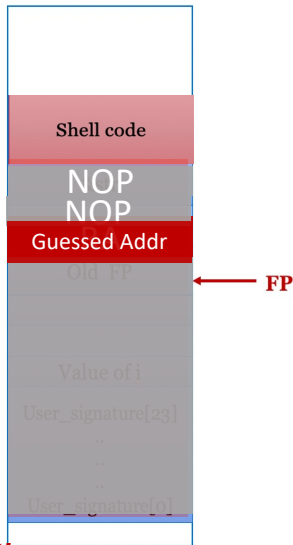 Shell code
NOP
NOP
Guessed Addr
Old FP
FP
Value of i
User_signature[23]
..
..
..
User_signature[0]